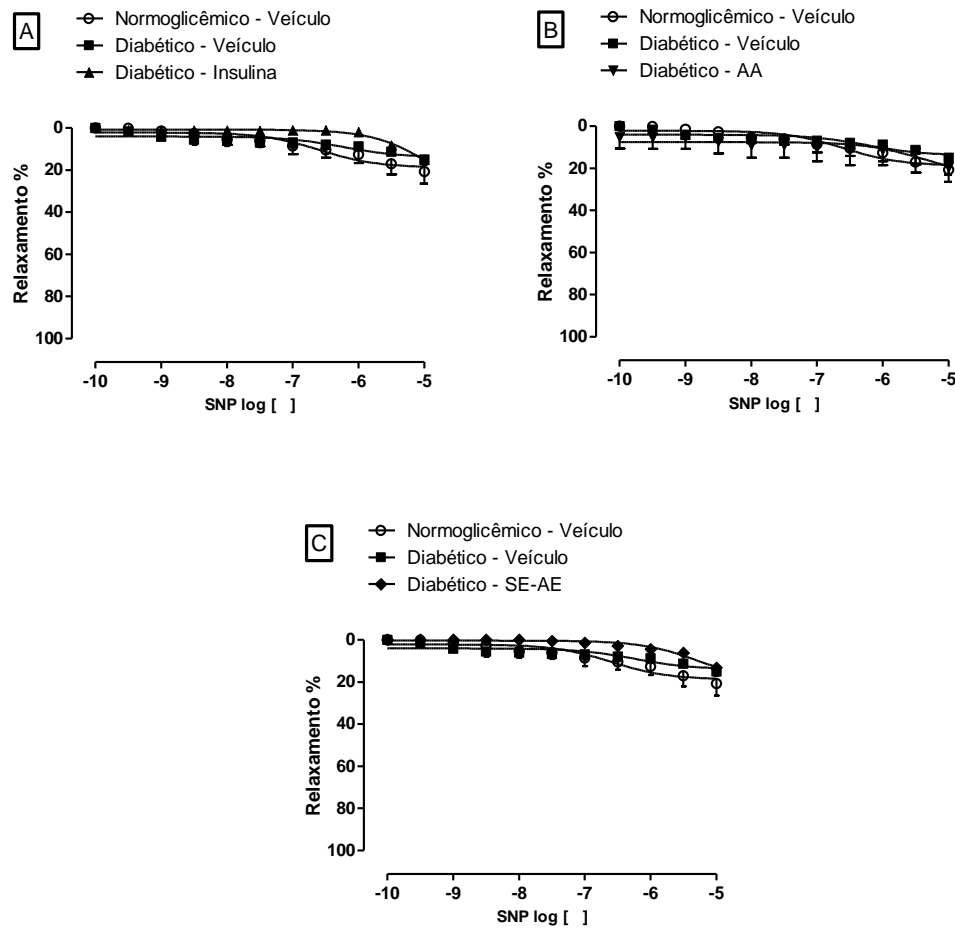 A
Normoglicêmico - Veículo
Diabético - Veículo
Diabético - Insulina
0
20
40
60
80
100
Relaxamento %
-10 -9 -8 -7 -6 -5
SNP log [ ]
B
Normoglicêmico - Veículo
Diabético - Veículo
Diabético - AA
0
20
40
60
80
100
Relaxamento %
-10 -9 -8 -7 -6 -5
SNP log [ ]
C
Normoglicêmico - Veículo
Diabético - Veículo
Diabético - SE-AE
0
20
40
60
80
100
Relaxamento %
-10 -9 -8 -7 -6 -5
SNP log [ ]